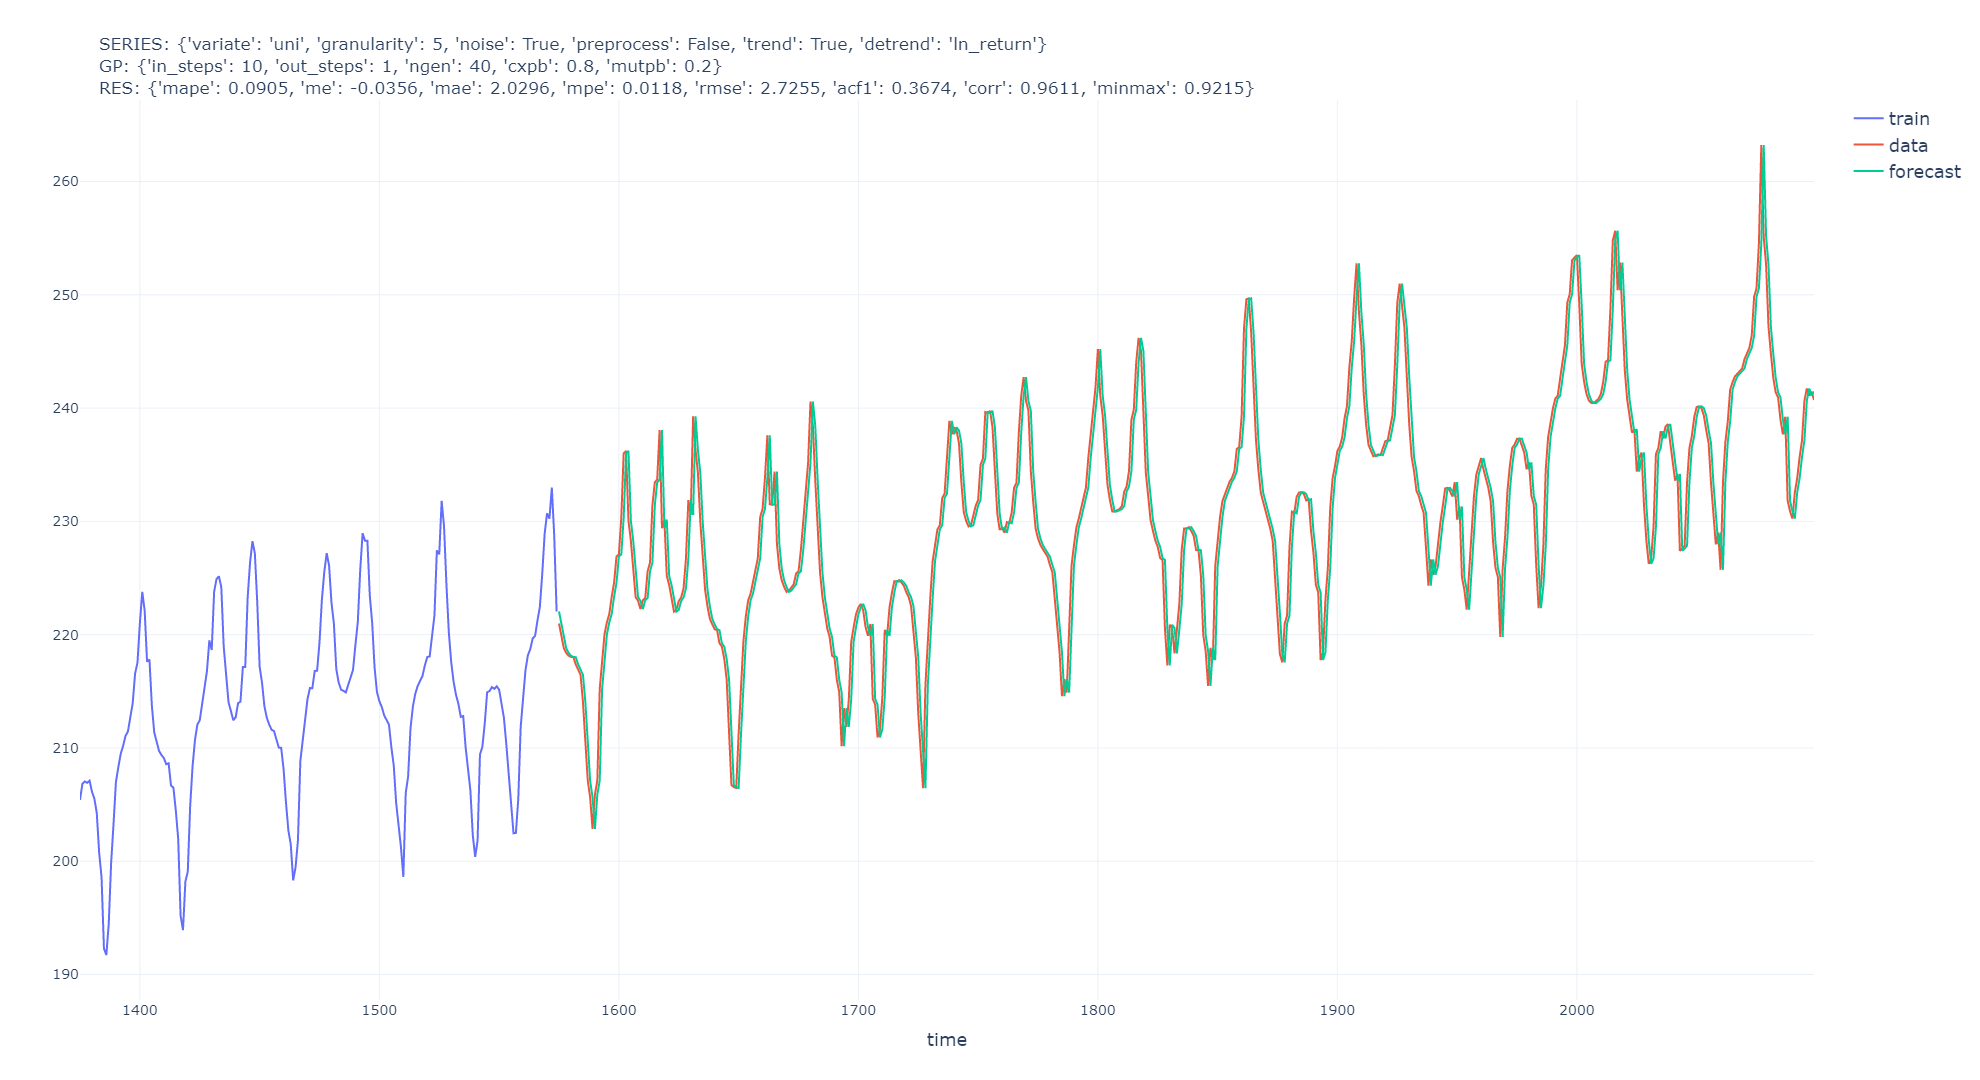 SERIES: {'variate': 'uni', 'granularity': 5, 'noise': True, 'preprocess': False, 'trend': True, 'detrend': 'ln_return'}
GP: {'in_steps': 10, 'out_steps': 1, 'ngen': 40, 'cxpb': 0.8, 'mutpb': 0.2}
RES: {'mape': 0.0905, 'me': -0.0356, 'mae': 2.0296, 'mpe': 0.0118, 'rmse': 2.7255, 'acf1': 0.3674, 'corr': 0.9611, 'minmax': 0.9215}
train
data
forecast
260
250
240
230
220
210
200
190
1400 1500 1600 1700 1800 1900 2000
time